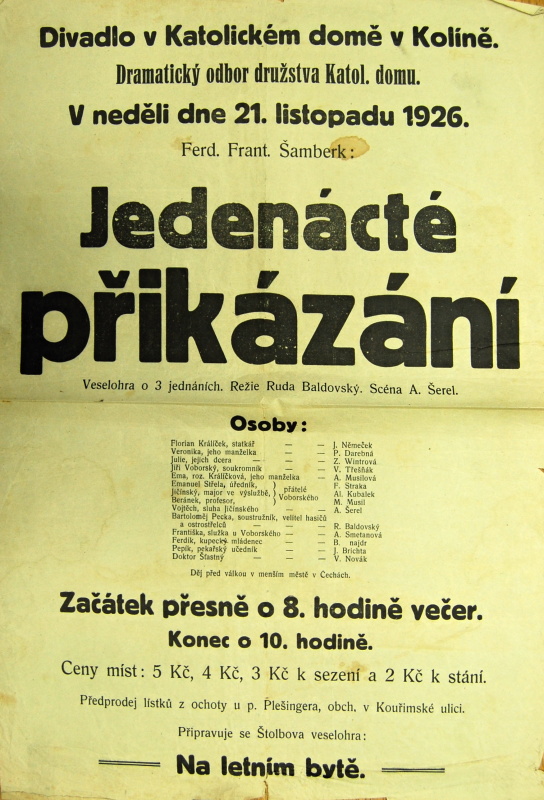 Divadlo v Katolickém domě v Kolíně.
Dramatický odbor družstva Katol. domu.
V neděli dne 21. listopadu 1926.
Ferd. Frant. Šamberk:
Jedenácté
přikázání
Veselohra o 3 jednáních. Režie Ruda Baldovský. Scéna A. Šerel.
Osoby:
Florian Králíček, statkář — — J. Němeček
Veronika, jeho manželka — — P. Darebná
Julie, jejich dcera — — Z. Wintrová
Jiří Voborský, soukromník — — V. Třešňák
Ema, roz. Králíčková, jeho manželka — A. Musilová
Emanuel Střela, úředník, F. Straka
Jičínský, major ve výslužbě, } přátelé Voborského — Al. Kubalek
Beránek, profesor, M. Musil
Vojtěch, sluha Jičínského — — A. Šerel
Bartoloměj Pecka, soustružník, velitel hasičů
a ostrostřelců — — R. Baldovský
Františka, služka u Voborského — — A. Smetanová
Ferdik, kupecký mládenec — — B. najdr
Pepík, pekařský učedník — — J. Brichta
Doktor Šťastný — — V. Novák
Děj před válkou v menším městě v Čechách.
Začátek přesně o 8. hodině večer.
Konec o 10. hodině.
Ceny míst: 5 Kč, 4 Kč, 3 Kč k sezení a 2 Kč k stání.
Předprodej lístků z ochoty u p. Plešingera, obch. v Kouřimské ulici.
Připravuje se Štolbova veselohra:
Na letním bytě.